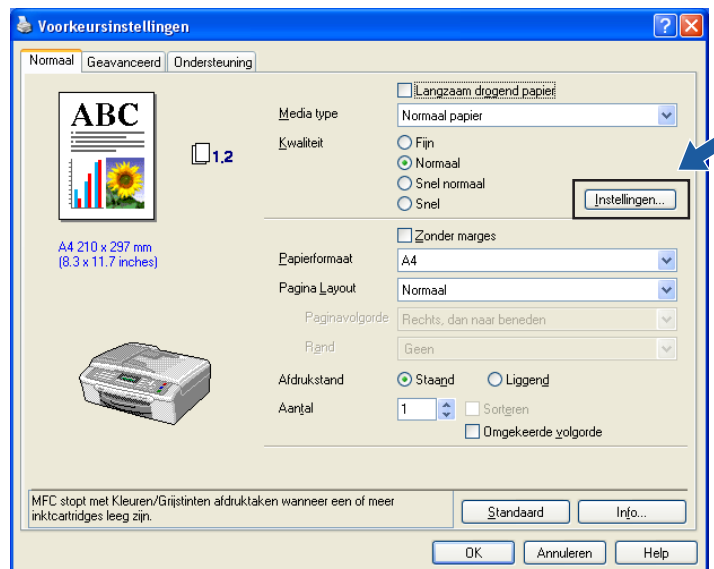 Voorkeursinstellingen
Normaal Geavanceerd Ondersteuning
ABC
1.2
A4 210 x 297 mm
(8.3 x 11.7 inches)
Langzaam drogend papier
Media type Normaal papier
Kwaliteit Fijn
Normaal
Snel normaal
Snel
Instellingen...
Zonder marges
Papierformaat A4
Pagina Layout Normaal
Paginavolgorde Rechts, dan naar beneden
Rand Geen
Afdrukstand Staand Liggend
Aantal 1 Sorteren
Omgekeerde volgorde
MFC stopt met Kleuren/Grijstinten afdruktaken wanneer een of meer
inktcartridges leeg zijn.
Standaard Info...
OK Annuleren Help